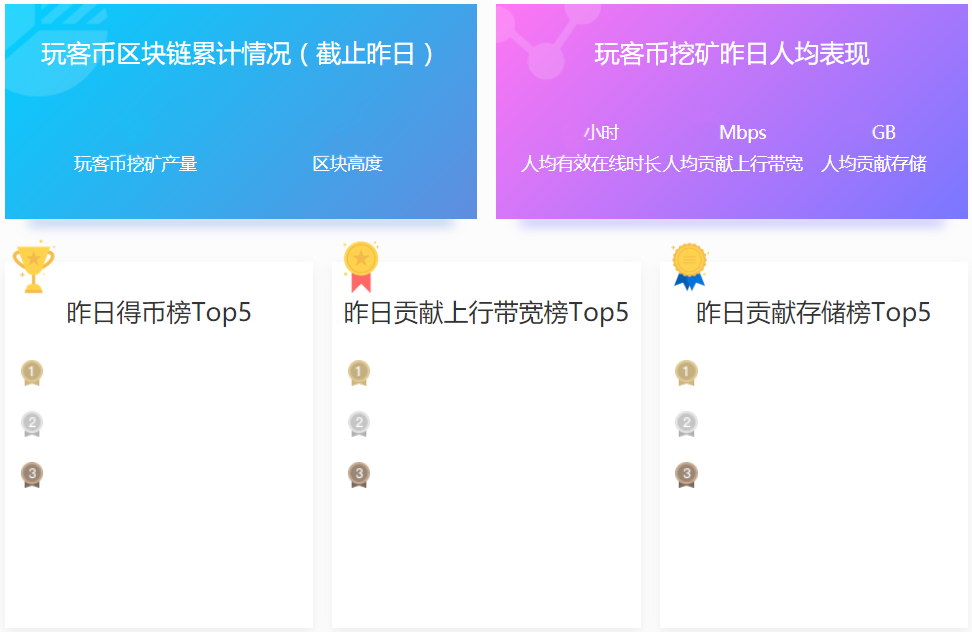 玩客币区块链累计情况（截止昨日）
玩客币挖矿产量 区块高度
玩客币挖矿昨日人均表现
小时 Mbps GB
人均有效在线时长 人均贡献上行带宽 人均贡献存储
昨日得币榜Top5
1
2
3
昨日贡献上行带宽榜Top5
1
2
3
昨日贡献存储榜Top5
1
2
3